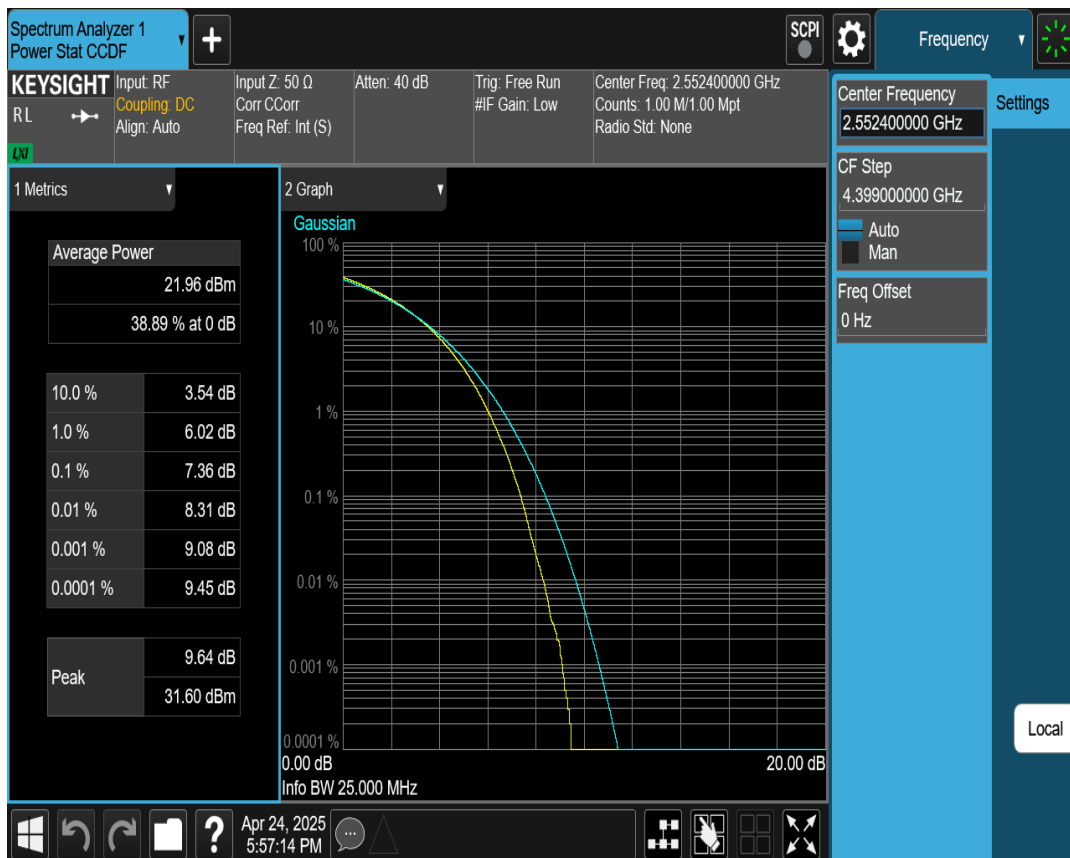 Spectrum Analyzer 1
Power Stat CCDF
SCPI
Frequency
KEYSIGHT
RL
LXI
Input: RF
Coupling: DC
Align: Auto
Input Z: 50 Ω
Corr CCorr
Freq Ref: Int (S)
Atten: 40 dB
Trig: Free Run
#IF Gain: Low
Center Freq: 2.552400000 GHz
Counts: 1.00 M/1.00 Mpt
Radio Std: None
Center Frequency
2.552400000 GHz
Settings
CF Step
4.399000000 GHz
Auto
Man
Freq Offset
0 Hz
1 Metrics
Average Power
21.96 dBm
38.89 % at 0 dB
10.0 % 3.54 dB
1.0 % 6.02 dB
0.1 % 7.36 dB
0.01 % 8.31 dB
0.001 % 9.08 dB
0.0001 % 9.45 dB
Peak
9.64 dB
31.60 dBm
2 Graph
Gaussian
100 %
10 %
1 %
0.1 %
0.01 %
0.001 %
0.0001 %
0.00 dB 20.00 dB
Info BW 25.000 MHz
Local
?
Apr 24, 2025
5:57:14 PM